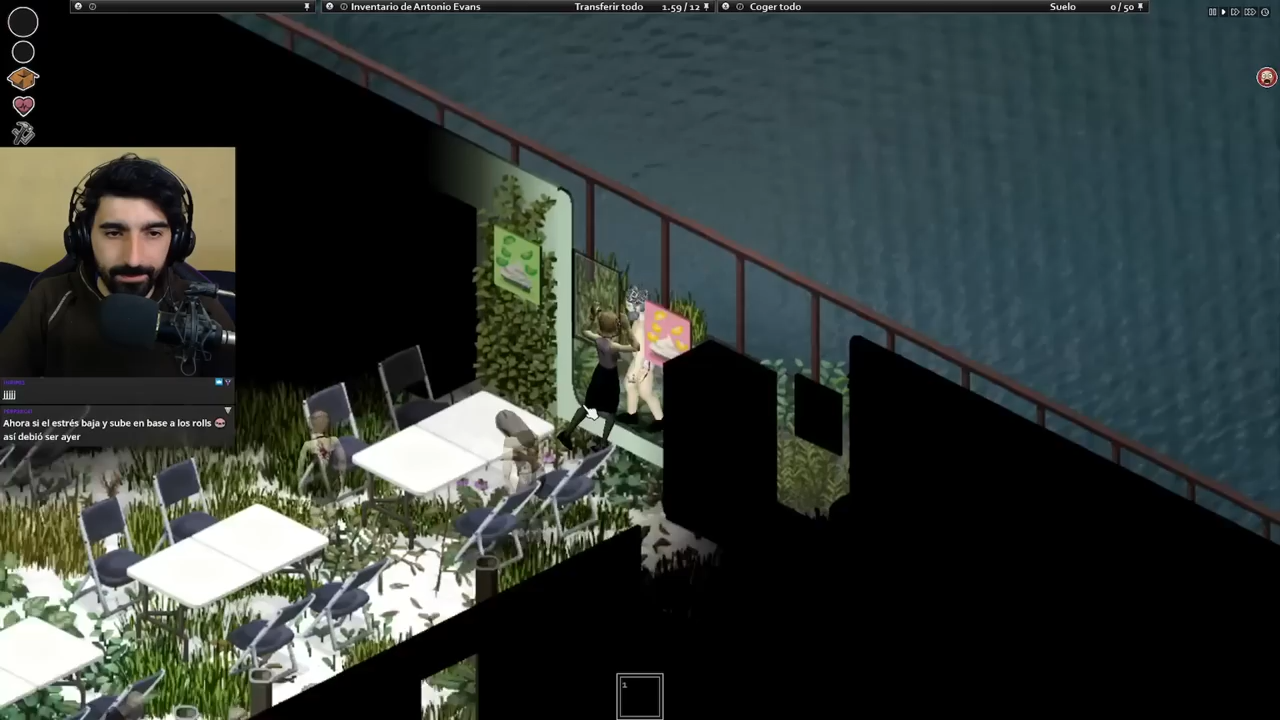 Inventario de Antonio Evans
Transferir todo
1.59 / 12
Coger todo
Suelo
0 / 50
jjjjj
Ahora si el estrés baja y sube en base a los rolls
así debió ser ayer
1